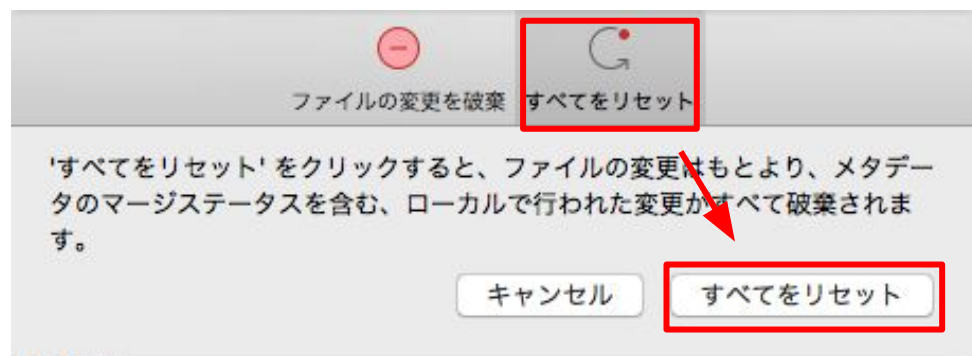 ファイルの変更を破棄 すべてをリセット
'すべてをリセット' をクリックすると、ファイルの変更はもとより、メタデー
タのマージステータスを含む、ローカルで行われた変更がすべて破棄されま
す。
キャンセル すべてをリセット